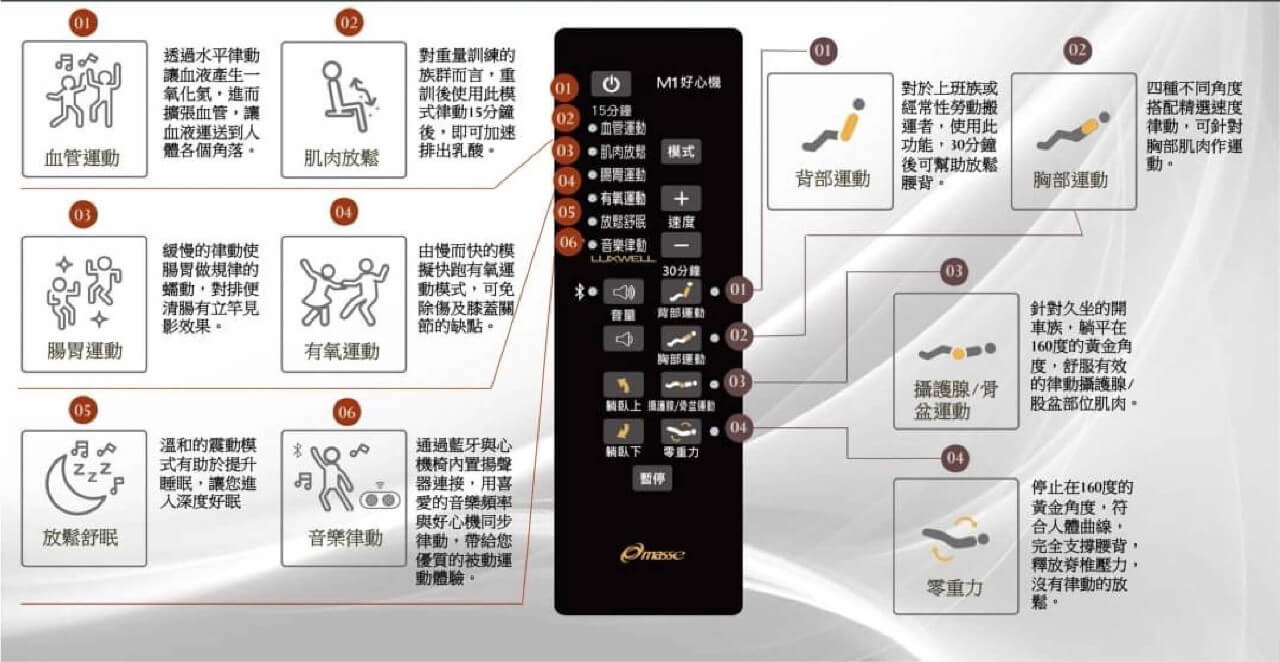 01
血管運動
透過水平律動
讓血液產生一
氧化氮，進而
擴張血管，讓
血液運送到人
體各個角落。
02
肌肉放鬆
對重量訓練的
族群而言，重
訓後使用此模
式律動15分鐘
後，即可加速
排出乳酸。
03
腸胃運動
緩慢的律動使
腸胃做規律的
蠕動，對排便
清腸有立竿見
影效果。
04
有氧運動
由慢而快的模
擬快跑有氧運
動模式，可免
除傷及膝蓋關
節的缺點。
05
放鬆舒眠
溫和的震動模
式有助於提升
睡眠，讓您進
入深度好眠
06
音樂律動
通過藍牙與心
機椅內置揚聲
器連接，用喜
愛的音樂頻率
與好心機同步
律動，帶給您
優質的被動運
動體驗。
M1好心機
01
15分鐘
02
血管運動
03
肌肉放鬆
模式
04
腸胃運動
有氧運動
05
放鬆舒眠
速度
06
音樂律動
LUXWELL
30分鐘
01
音量
背部運動
02
胸部運動
03
躺臥上
攝護腺/骨盆運動
04
躺臥下
零重力
暫停
Omasse
01
背部運動
對於上班族或
經常性勞動搬
運者，使用此
功能，30分鐘
後可幫助放鬆
腰背。
02
胸部運動
四種不同角度
搭配精選速度
律動，可針對
胸部肌肉作運
動。
03
攝護腺/骨
盆運動
針對久坐的開
車族，躺平在
160度的黃金角
度，舒服有效
的律動攝護腺/
股盆部位肌肉。
04
零重力
停止在160度的
黃金角度，符
合人體曲線，
完全支撐腰背，
釋放脊椎壓力，
沒有律動的放
鬆。